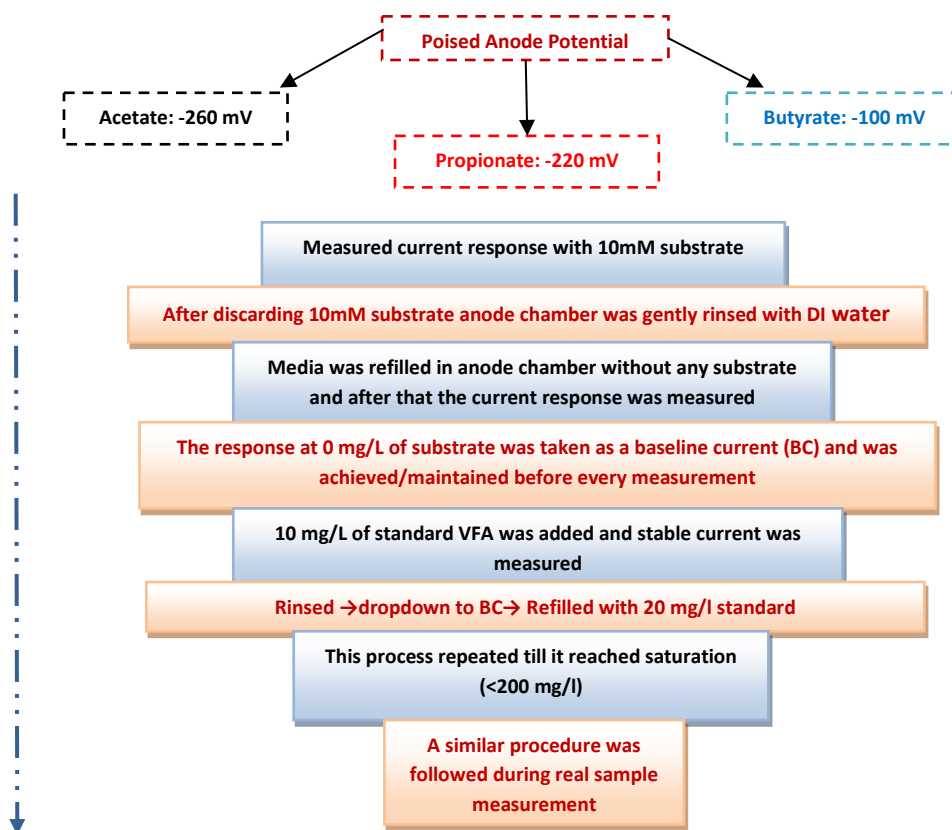 Poised Anode Potential
Acetate: -260 mV
Butyrate: -100 mV
Propionate: -220 mV
Measured current response with 10mM substrate
After discarding 10mM substrate anode chamber was gently rinsed with DI water
Media was refilled in anode chamber without any substrate
and after that the current response was measured
The response at 0 mg/L of substrate was taken as a baseline current (BC) and was
achieved/maintained before every measurement
10 mg/L of standard VFA was added and stable current was
measured
Rinsed →dropdown to BC→ Refilled with 20 mg/l standard
This process repeated till it reached saturation
(<200 mg/l)
A similar procedure was
followed during real sample
measurement